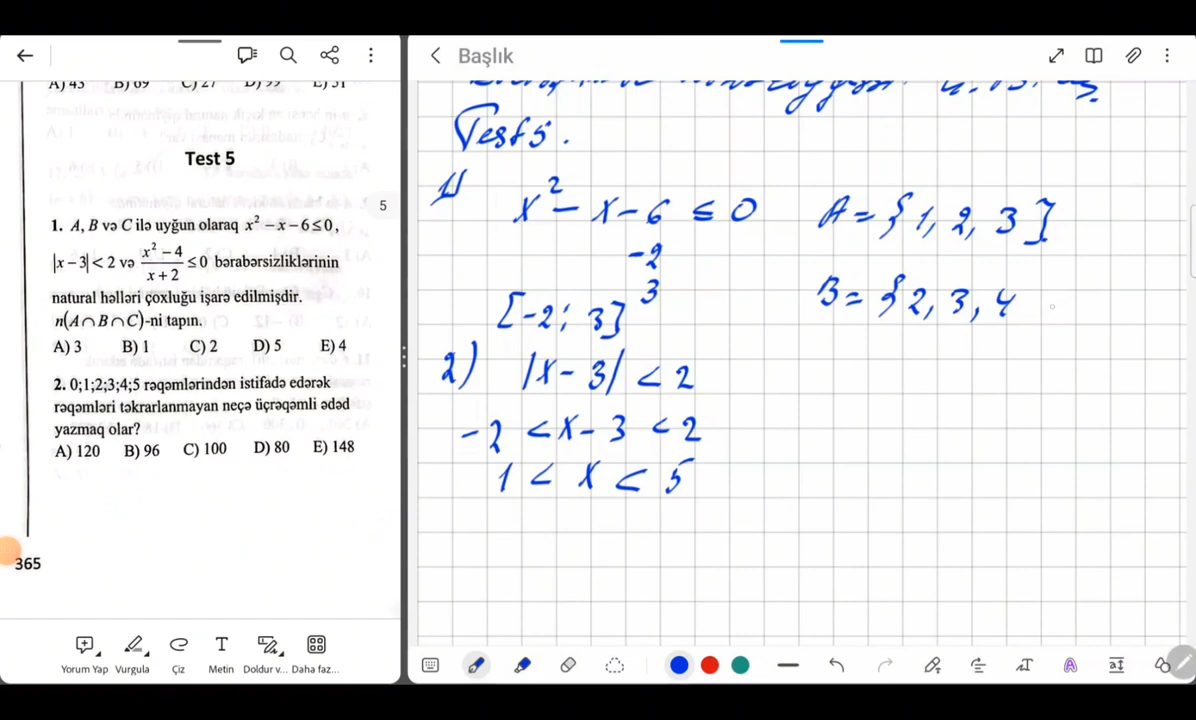 Başlık
Test 5
5
1. A, B və C ilə uyğun olaraq x² − x − 6 ≤ 0,
|x − 3| < 2 və (x² − 4)/(x + 2) ≤ 0 bərabərsizliklərinin
natural həlləri çoxluğu işarə edilmişdir.
n(A∩B∩C)-ni tapın.
A) 3 B) 1 C) 2 D) 5 E) 4
2. 0;1;2;3;4;5 rəqəmlərindən istifadə edərək
rəqəmləri təkrarlanmayan neçə üçrəqəmli ədəd
yazmaq olar?
A) 120 B) 96 C) 100 D) 80 E) 148
365
Yorum Yap Vurgula Çiz Metin Doldur v... Daha faz...
Test 5.
1) x² − x − 6 ≤ 0 A = {1, 2, 3}
-2
3
[-2; 3] B = {2, 3, 4
2) |x − 3| < 2
-2 < x − 3 < 2
1 < x < 5